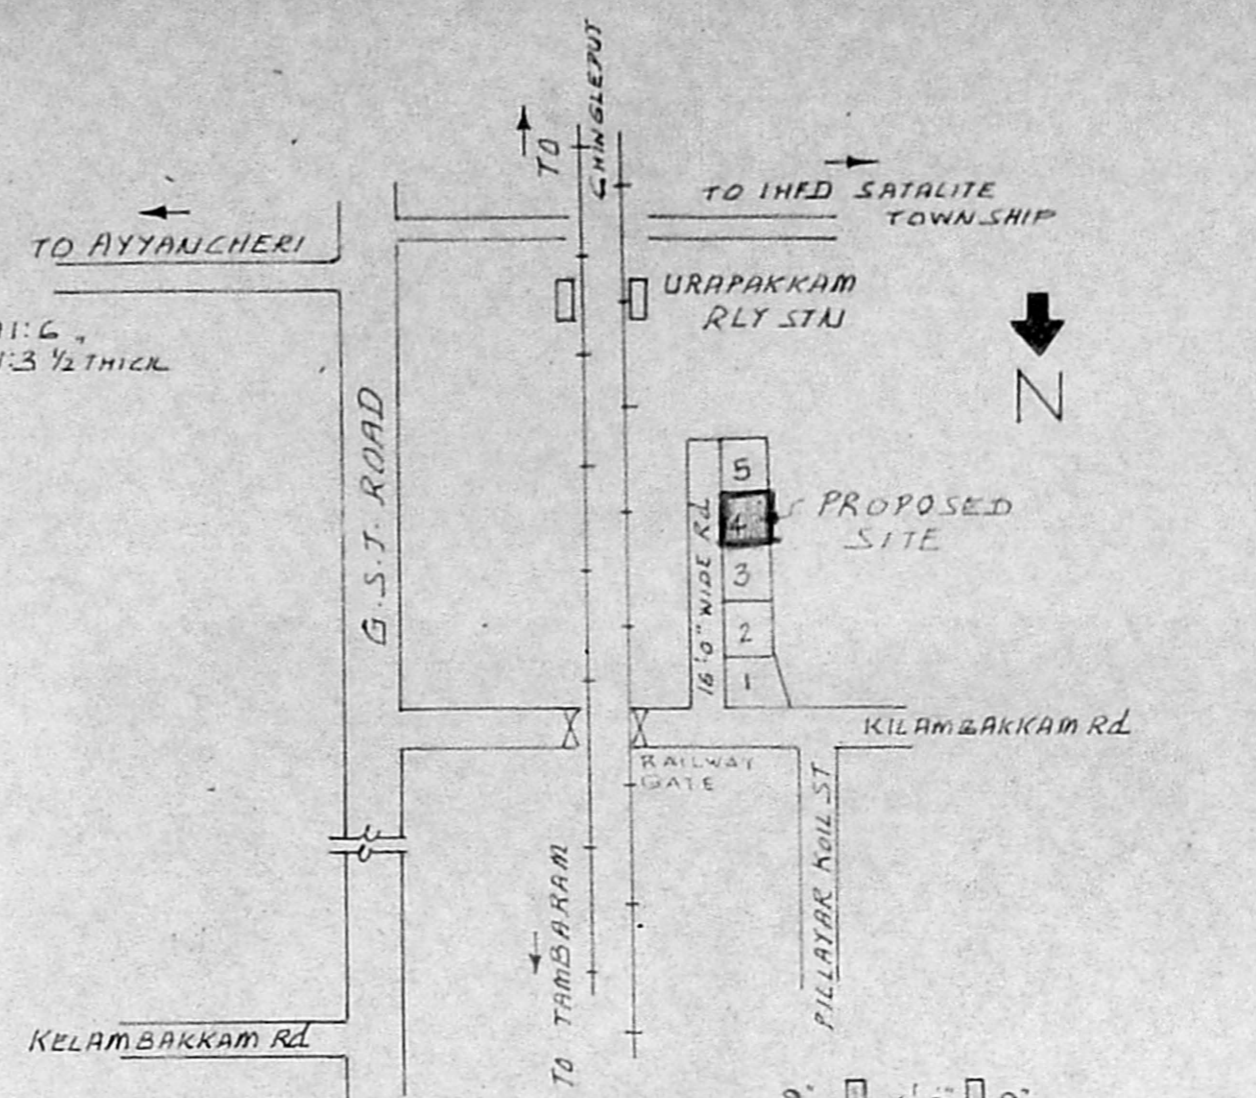 TO
CHINGLEPUT
TO IHFD SATALITE
TOWNSHIP
TO AYYANCHERI
URAPAKKAM
RLY STN
1:6
1:3 1/2 THICK
N
G.S.T. ROAD
5
4
PROPOSED
SITE
3
2
1
16'0" WIDE Rd
KILAMBAKKAM Rd
RAILWAY
GATE
PILLAYAR KOIL ST
TO TAMBARAM
KELAMBAKKAM Rd